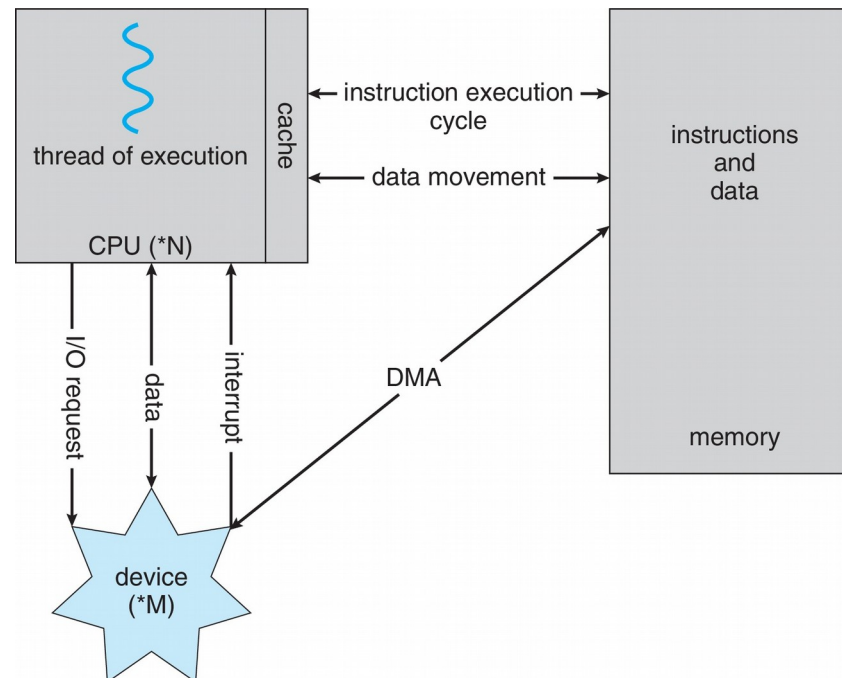 thread of execution
cache
CPU (*N)
instruction execution
cycle
data movement
instructions
and
data
memory
I/O request
data
interrupt
DMA
device
(*M)